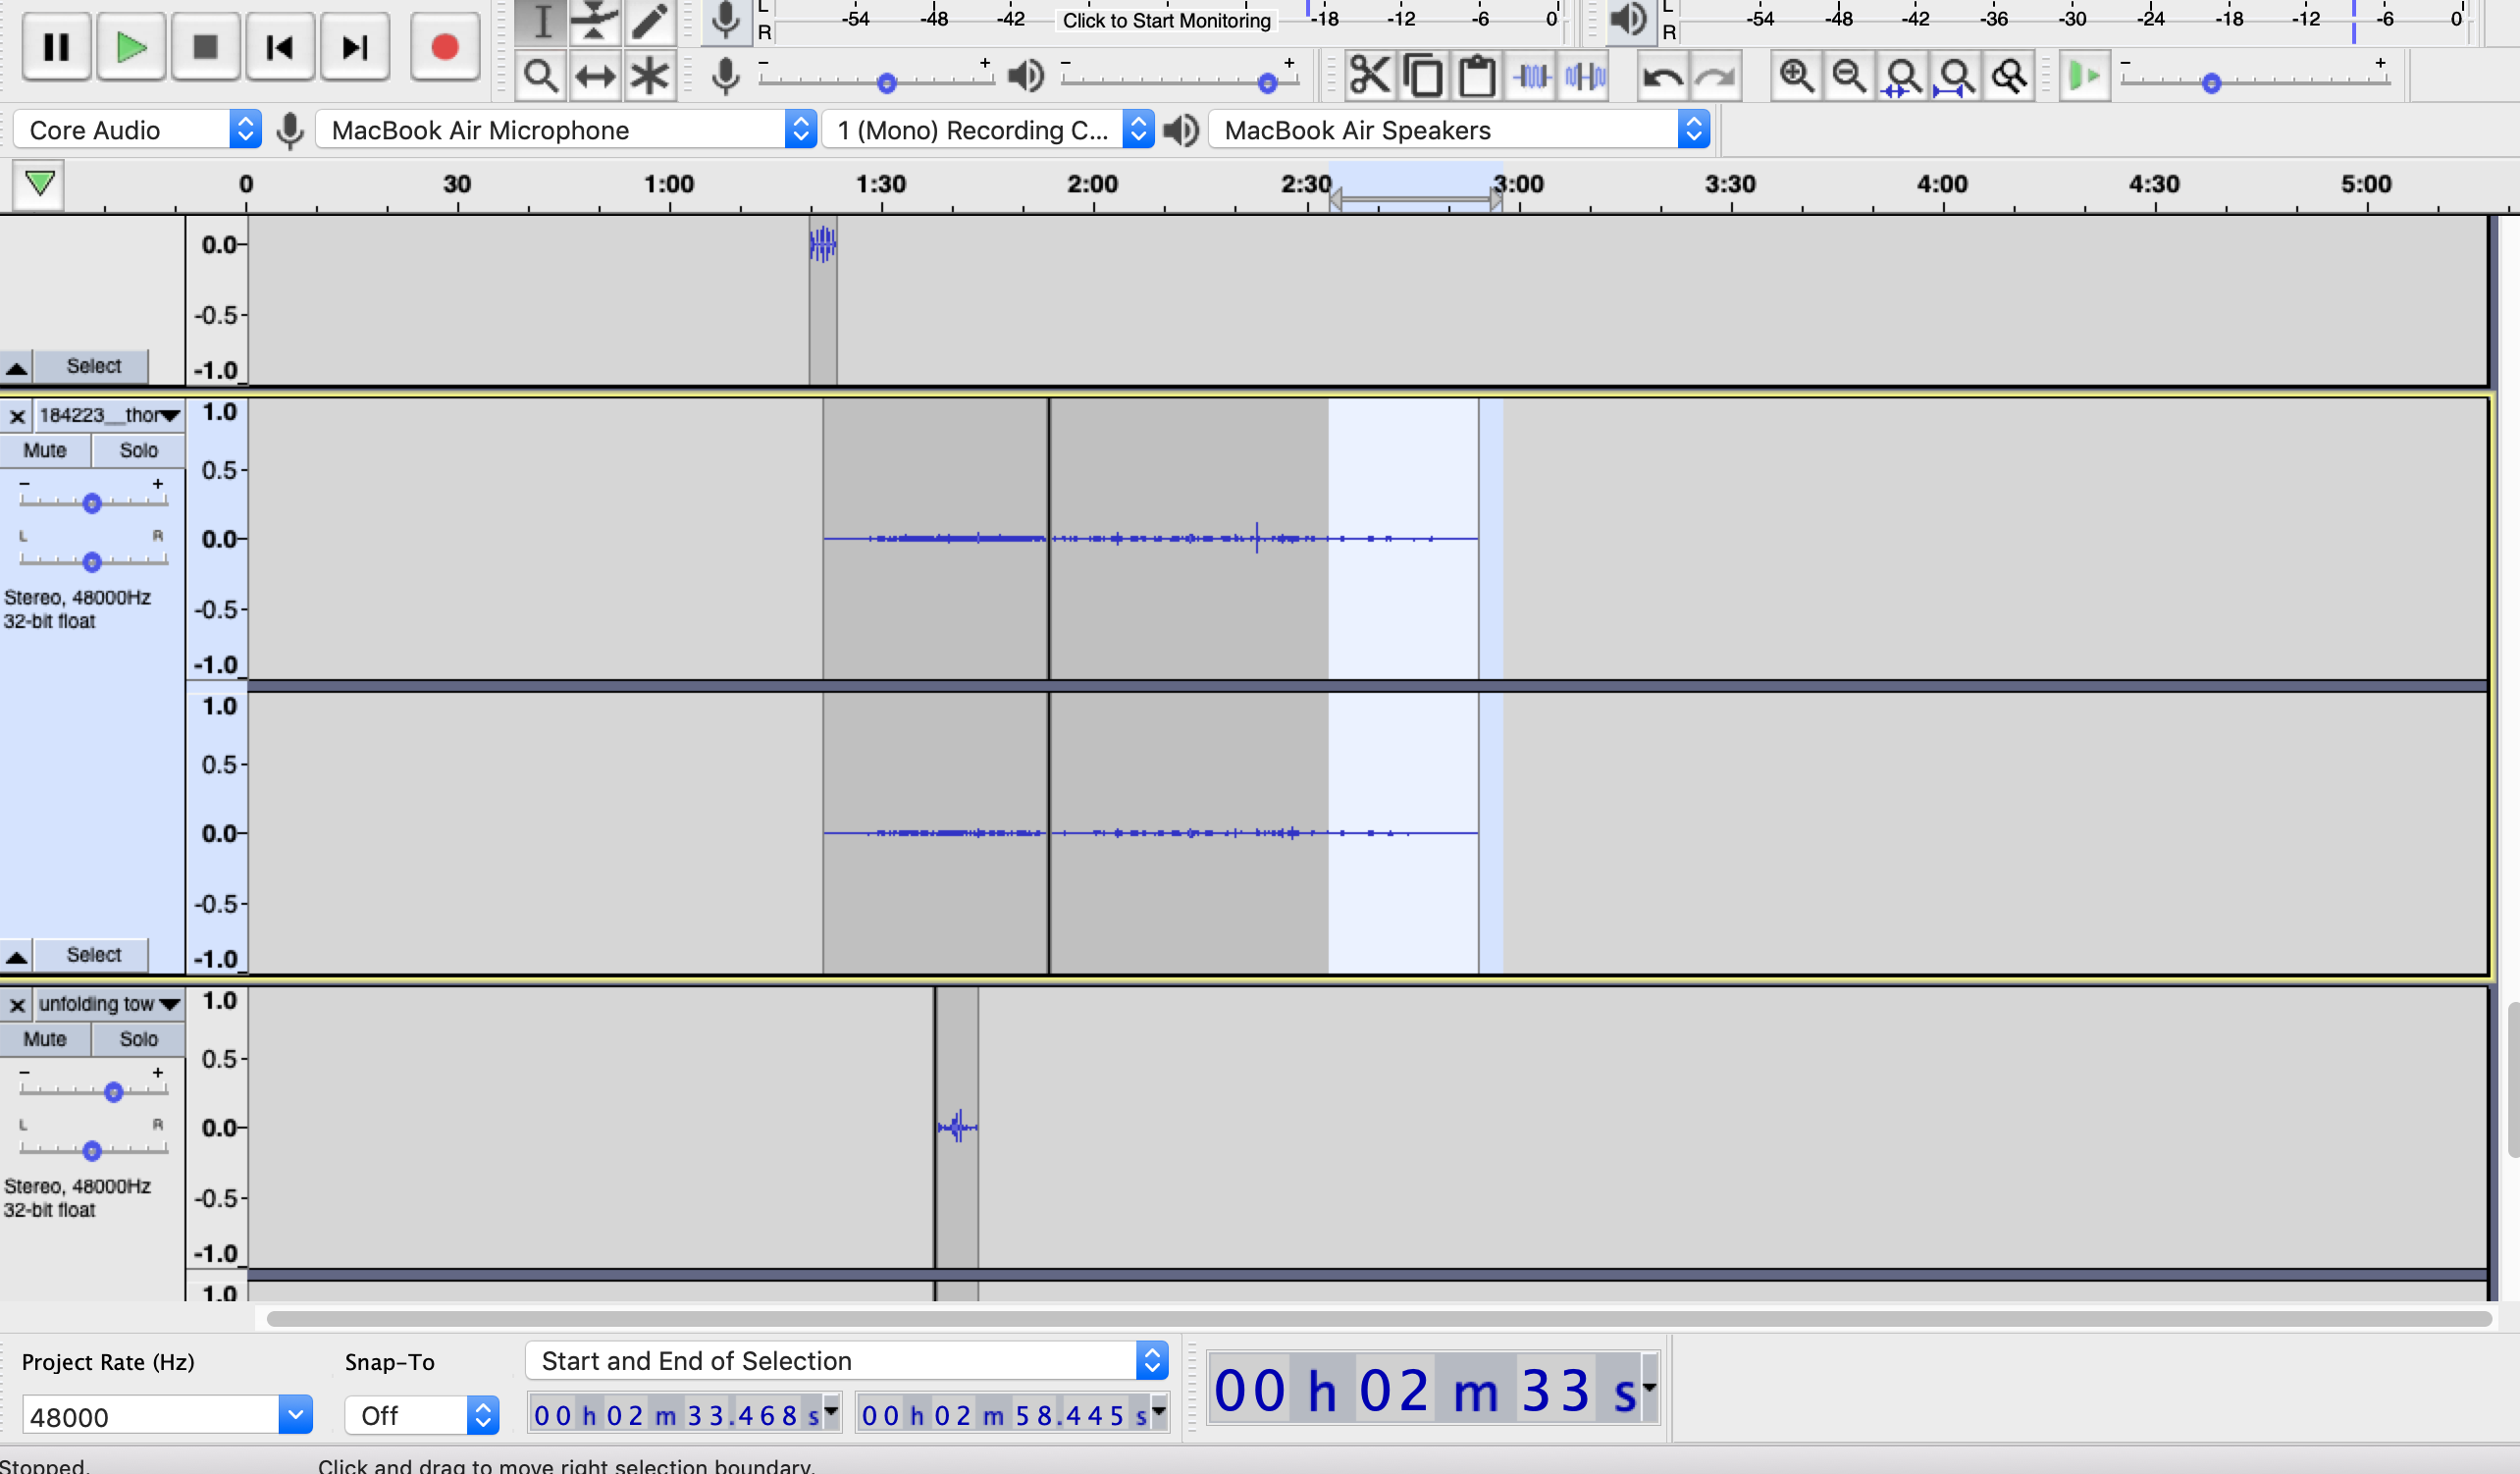 L
R
-54 -48 -42 Click to Start Monitoring -18 -12 -6 0
L
R
-54 -48 -42 -36 -30 -24 -18 -12 -6 0
- +
- +
- +
Core Audio
MacBook Air Microphone
1 (Mono) Recording C...
MacBook Air Speakers
0 30 1:00 1:30 2:00 2:30 3:00 3:30 4:00 4:30 5:00
0.0
-0.5
-1.0
Select
184223__thor
Mute Solo
- +
L R
Stereo, 48000Hz
32-bit float
Select
1.0
0.5
0.0
-0.5
-1.0
1.0
0.5
0.0
-0.5
-1.0
unfolding tow
Mute Solo
- +
L R
Stereo, 48000Hz
32-bit float
1.0
0.5
0.0
-0.5
-1.0
1.0
Project Rate (Hz)
48000
Snap-To
Off
Start and End of Selection
00 h 02 m 33.468 s
00 h 02 m 58.445 s
00 h 02 m 33 s
Stopped.
Click and drag to move right selection boundary.